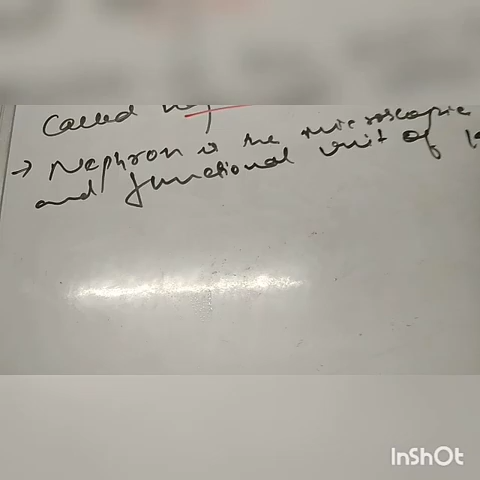 Called
→ Nephron is the microscopic
and functional unit of
InShOt